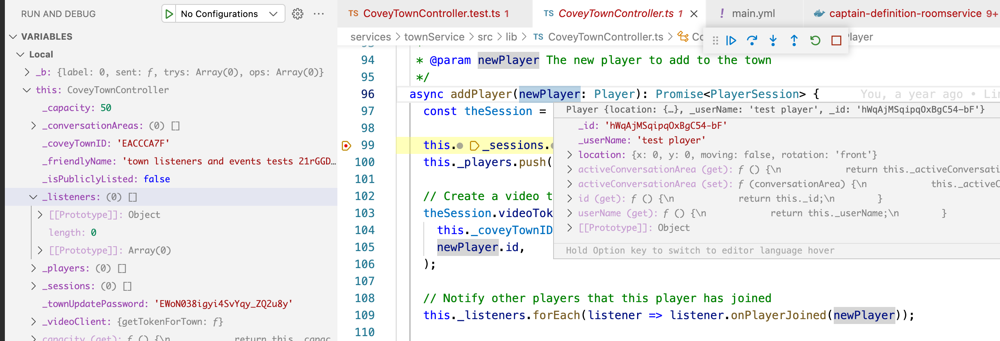 RUN AND DEBUG
No Configurations
VARIABLES
Local
_b: {label: 0, sent: ƒ, trys: Array(0), ops: Array(0)}
this: CoveyTownController
_capacity: 50
_conversationAreas: (0) []
_coveyTownID: 'EACCCA7F'
_friendlyName: 'town listeners and events tests 21rGGD…
_isPubliclyListed: false
_listeners: (0) []
[[Prototype]]: Object
length: 0
[[Prototype]]: Array(0)
_players: (0) []
_sessions: (0) []
_townUpdatePassword: 'EWoN038igyi4SvYqy_ZQ2u8y'
_videoClient: {getTokenForTown: ƒ}
capacity (get): ƒ () {\n return this._capac
TS CoveyTownController.test.ts 1
TS CoveyTownController.ts 1
! main.yml
captain-definition-roomservice 9+
services > townService > src > lib > TS CoveyTownController.ts > Co
Player
94 * @param newPlayer The new player to add to the town
95 */
96 async addPlayer(newPlayer: Player): Promise<PlayerSession> { You, a year ago • Lin
97 const theSession =
98
99 this. _sessions.
100 this._players.push(
101
102 // Create a video t
103 theSession.videoTok
104 this._coveyTownID
105 newPlayer.id,
106 );
107
108 // Notify other players that this player has joined
109 this._listeners.forEach(listener => listener.onPlayerJoined(newPlayer));
110
Player {location: {…}, _userName: 'test player', _id: 'hWqAjMSqipqOxBgC54-bF'}
_id: 'hWqAjMSqipqOxBgC54-bF'
_userName: 'test player'
location: {x: 0, y: 0, moving: false, rotation: 'front'}
activeConversationArea (get): ƒ () {\n return this._activeConversati
activeConversationArea (set): ƒ (conversationArea) {\n this._activeC
id (get): ƒ () {\n return this._id;\n }
userName (get): ƒ () {\n return this._userName;\n }
[[Prototype]]: Object
Hold Option key to switch to editor language hover